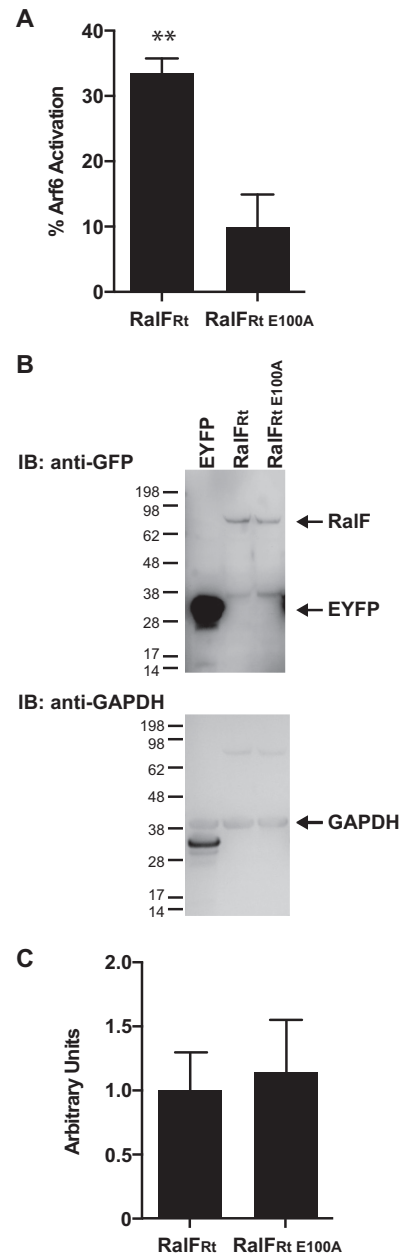 A
**
% Arf6 Activation
40
30
20
10
0
RalFRt RalFRt E100A
B
IB: anti-GFP
EYFP
RalFRt
RalFRt E100A
198
98
62
48
38
28
17
14
RalF
EYFP
IB: anti-GAPDH
198
98
62
48
38
28
17
14
GAPDH
C
Arbitrary Units
2.0
1.5
1.0
0.5
0
RalFRt RalFRt E100A